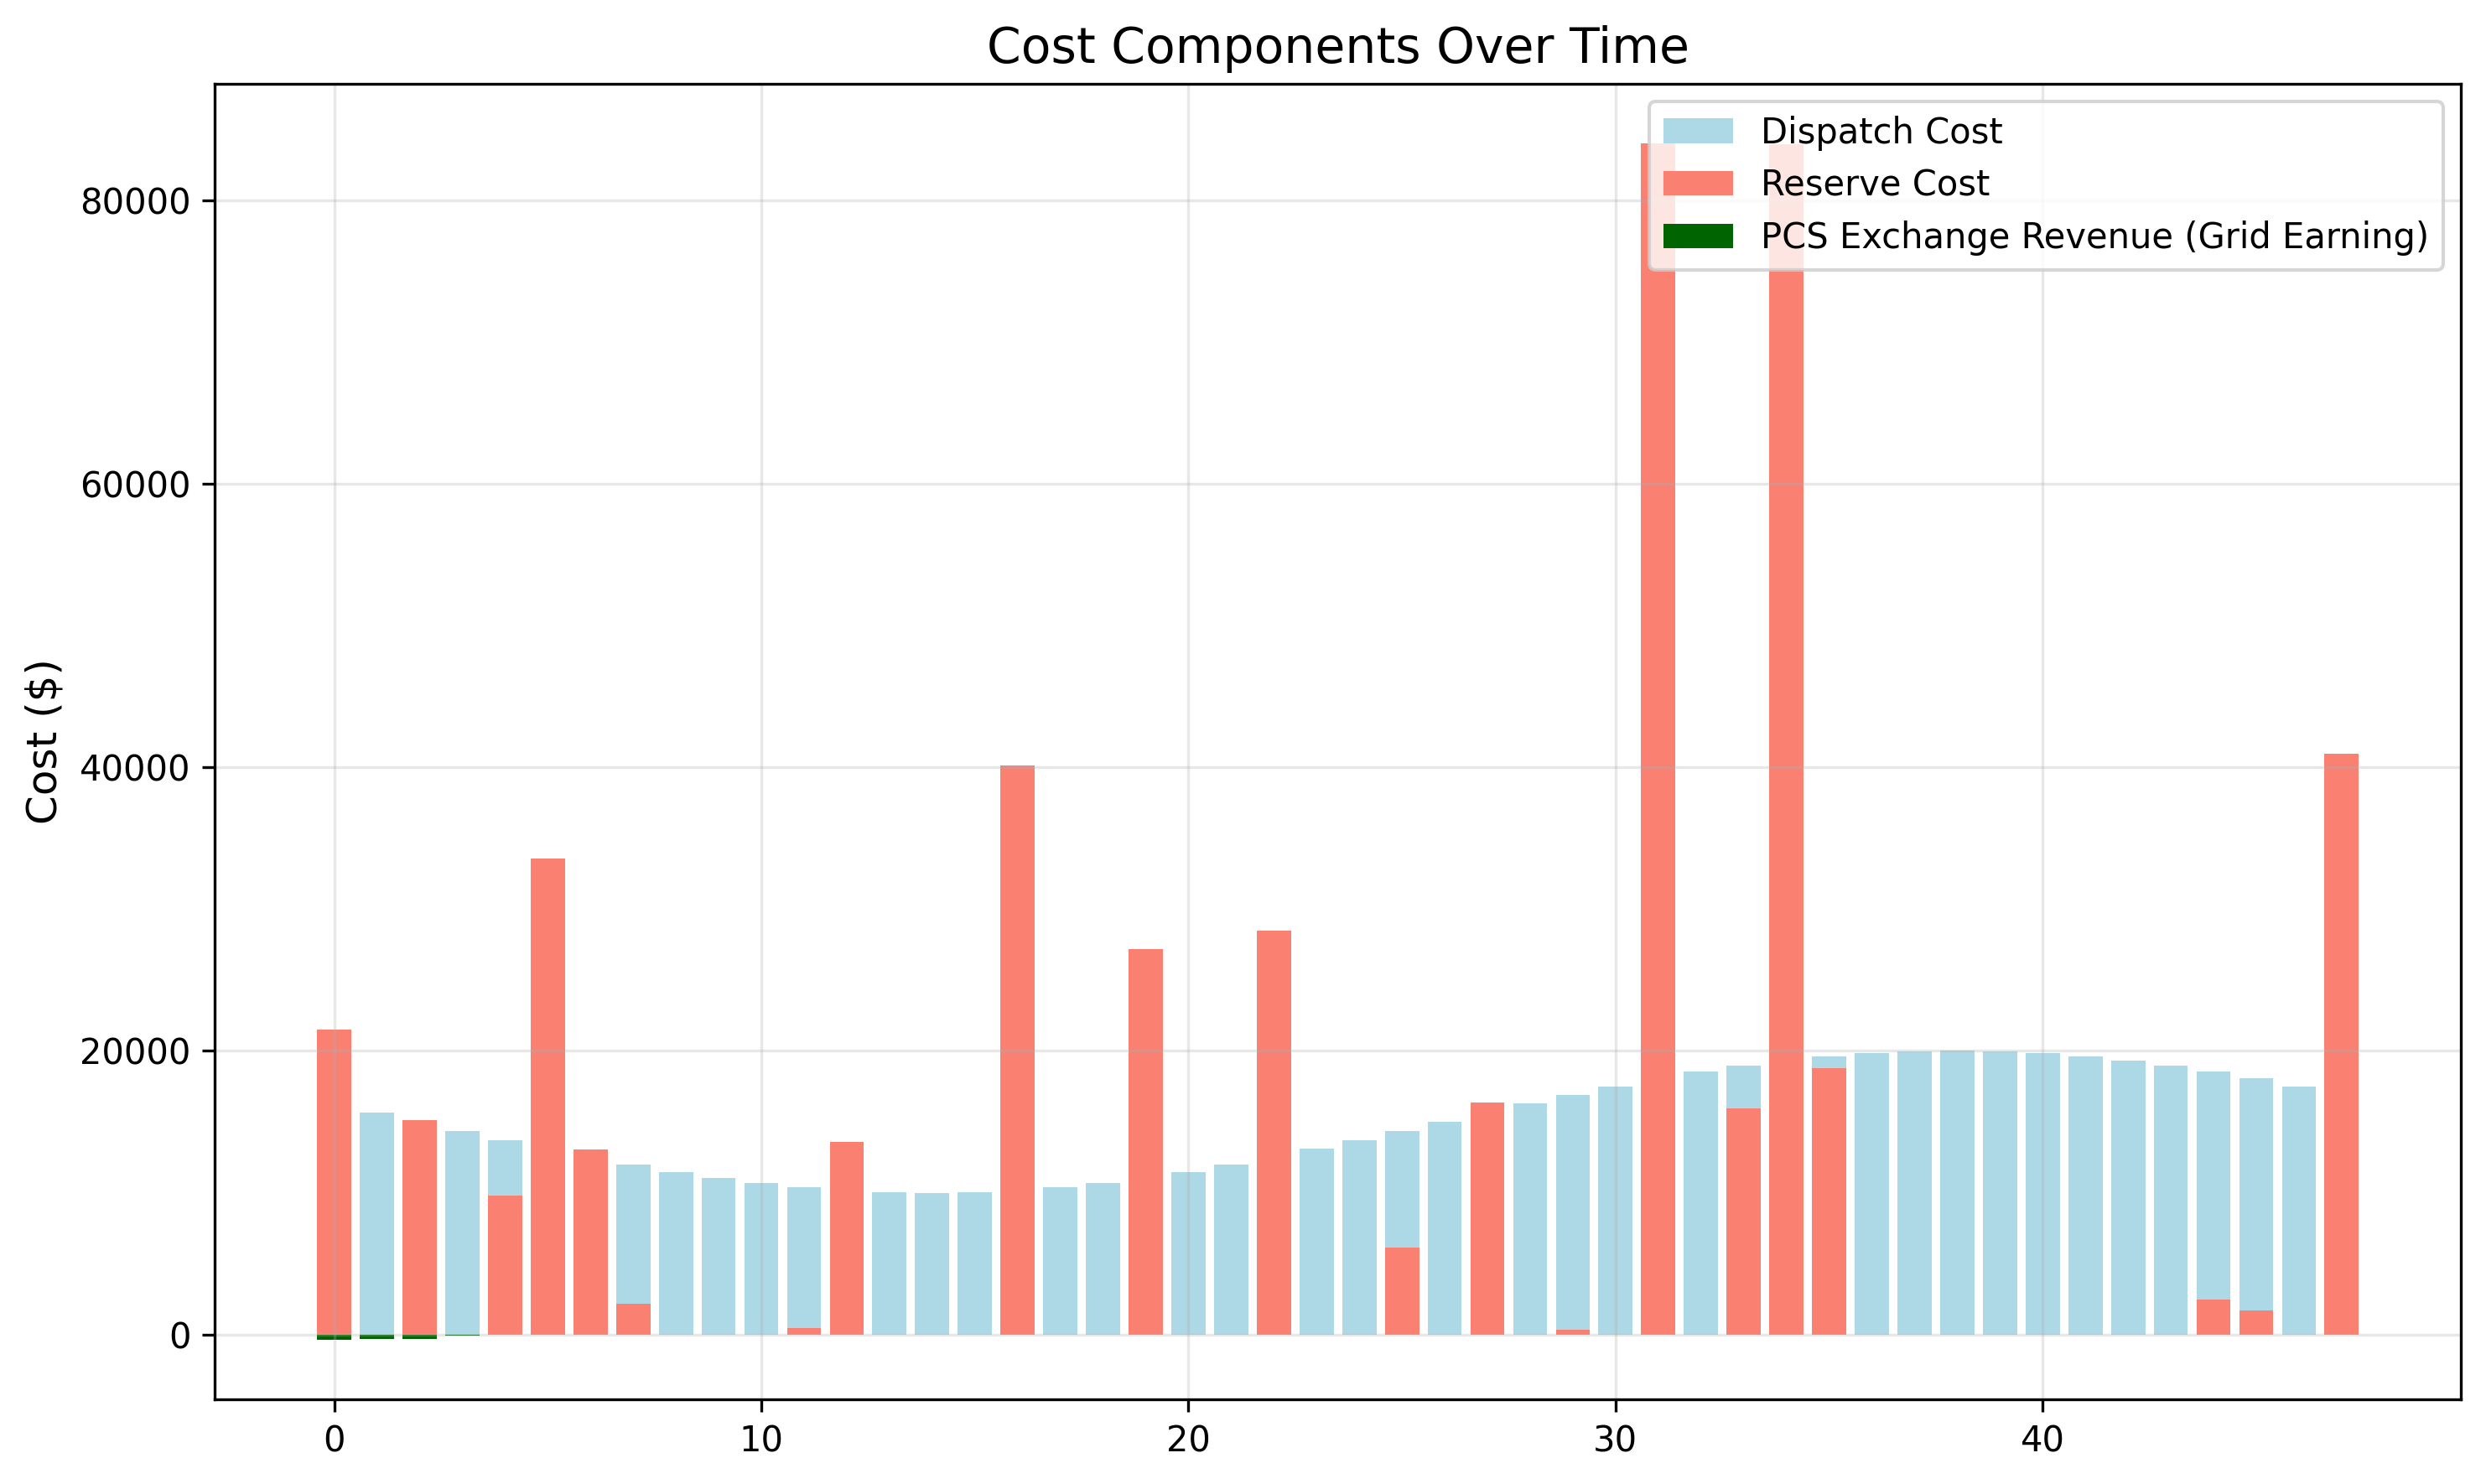 Cost Components Over Time
Dispatch Cost
Reserve Cost
PCS Exchange Revenue (Grid Earning)
Cost ($)
80000
60000
40000
20000
0
0 10 20 30 40